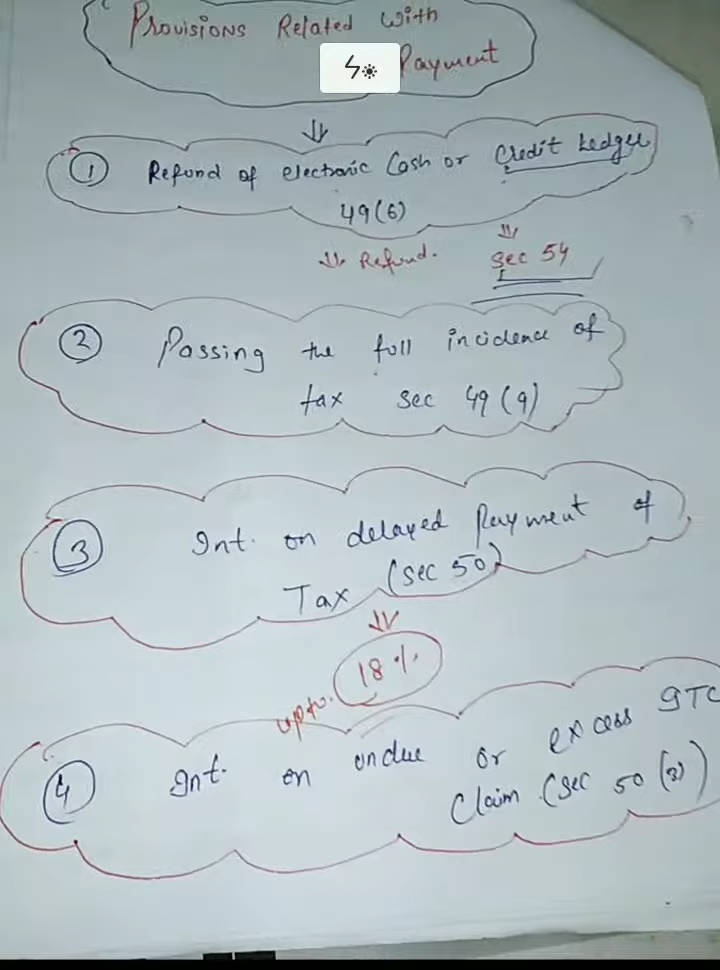 Provisions Related With
Payment
① Refund of electronic Cash or Credit Ledger
49(6)
⇓ Refund.
⇓
Sec 54
② Passing the full incidence of
tax sec 49(9)
③ Int. on delayed Payment of
Tax (Sec 50)
⇓
upto. 18%
④ Int. on undue or excess ITC
Claim (Sec 50(3)